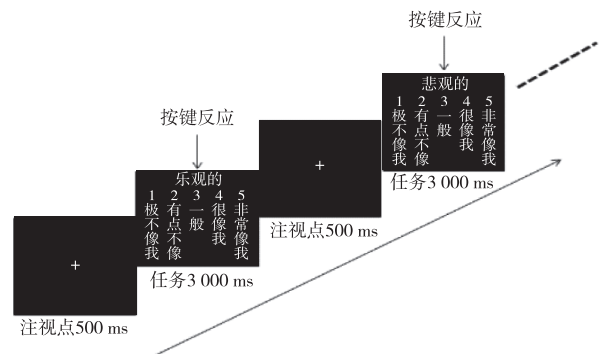 +
注视点500 ms
按键反应
乐观的
1 2 3 4 5
极不像我
有点不像
一般
很像我
非常像我
任务3 000 ms
+
注视点500 ms
按键反应
悲观的
1 2 3 4 5
极不像我
有点不像
一般
很像我
非常像我
任务3 000 ms